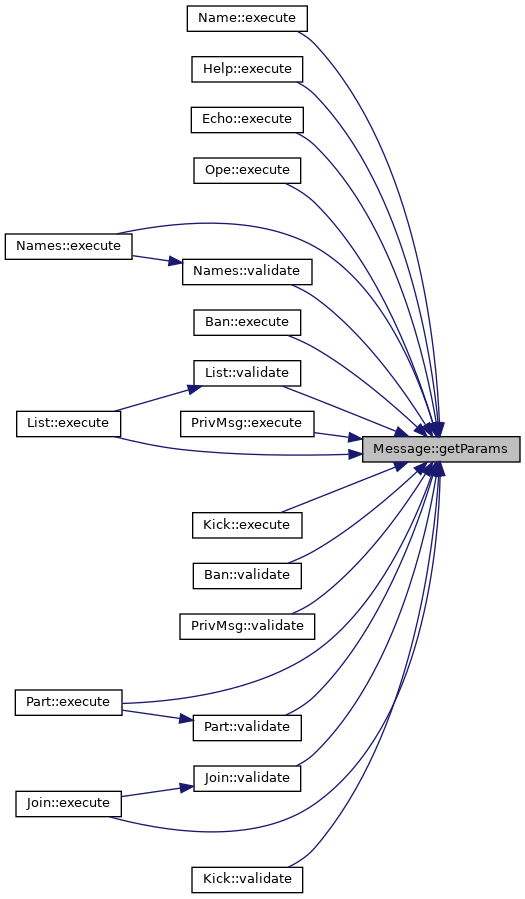 Name::execute
Help::execute
Echo::execute
Ope::execute
Names::execute
Names::validate
Ban::execute
List::validate
List::execute
PrivMsg::execute
Message::getParams
Kick::execute
Ban::validate
PrivMsg::validate
Part::execute
Part::validate
Join::validate
Join::execute
Kick::validate